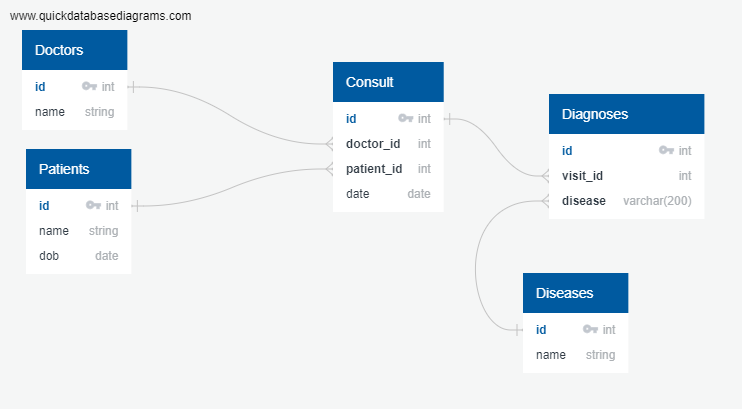 www.quickdatabasediagrams.com
Doctors
id int
name string
Patients
id int
name string
dob date
Consult
id int
doctor_id int
patient_id int
date date
Diagnoses
id int
visit_id int
disease varchar(200)
Diseases
id int
name string